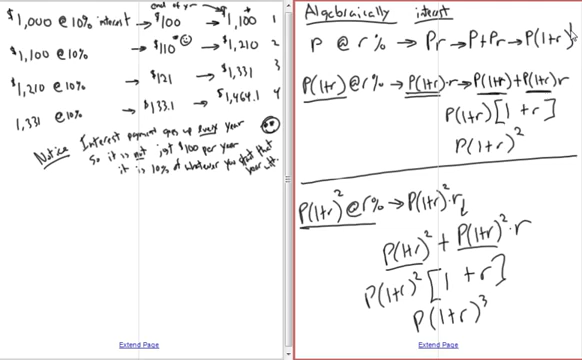 end of yr
$1,000 @10% interest → $100 → $1,100 1
$1,100 @10% → $110 → $1,210 2
$1,210 @10% → $121 → $1,331 3
1,331 @10% → $133.1 → $1,464.1 4
Notice Interest payment goes up every year
So it is not just $100 per year
it is 10% of whatever you start that
year with.
Extend Page
Algebraically interest
P @ r% → Pr → P+Pr → P(1+r)
P(1+r) @ r% → P(1+r)·r → P(1+r) + P(1+r)r
P(1+r)[1+r]
P(1+r)²
P(1+r)² @ r% → P(1+r)²·r
P(1+r)² + P(1+r)²·r
P(1+r)²[1+r]
P(1+r)³
Extend Page